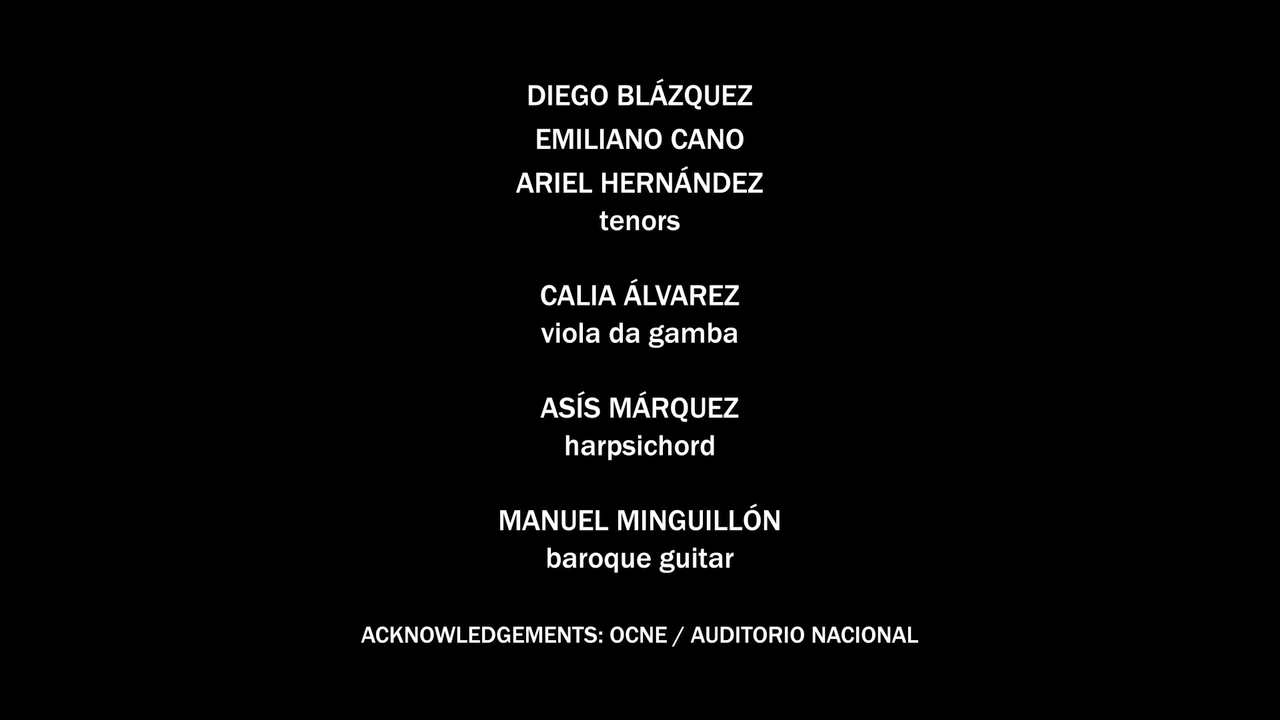 DIEGO BLÁZQUEZ
EMILIANO CANO
ARIEL HERNÁNDEZ
tenors
CALIA ÁLVAREZ
viola da gamba
ASÍS MÁRQUEZ
harpsichord
MANUEL MINGUILLÓN
baroque guitar
ACKNOWLEDGEMENTS: OCNE / AUDITORIO NACIONAL